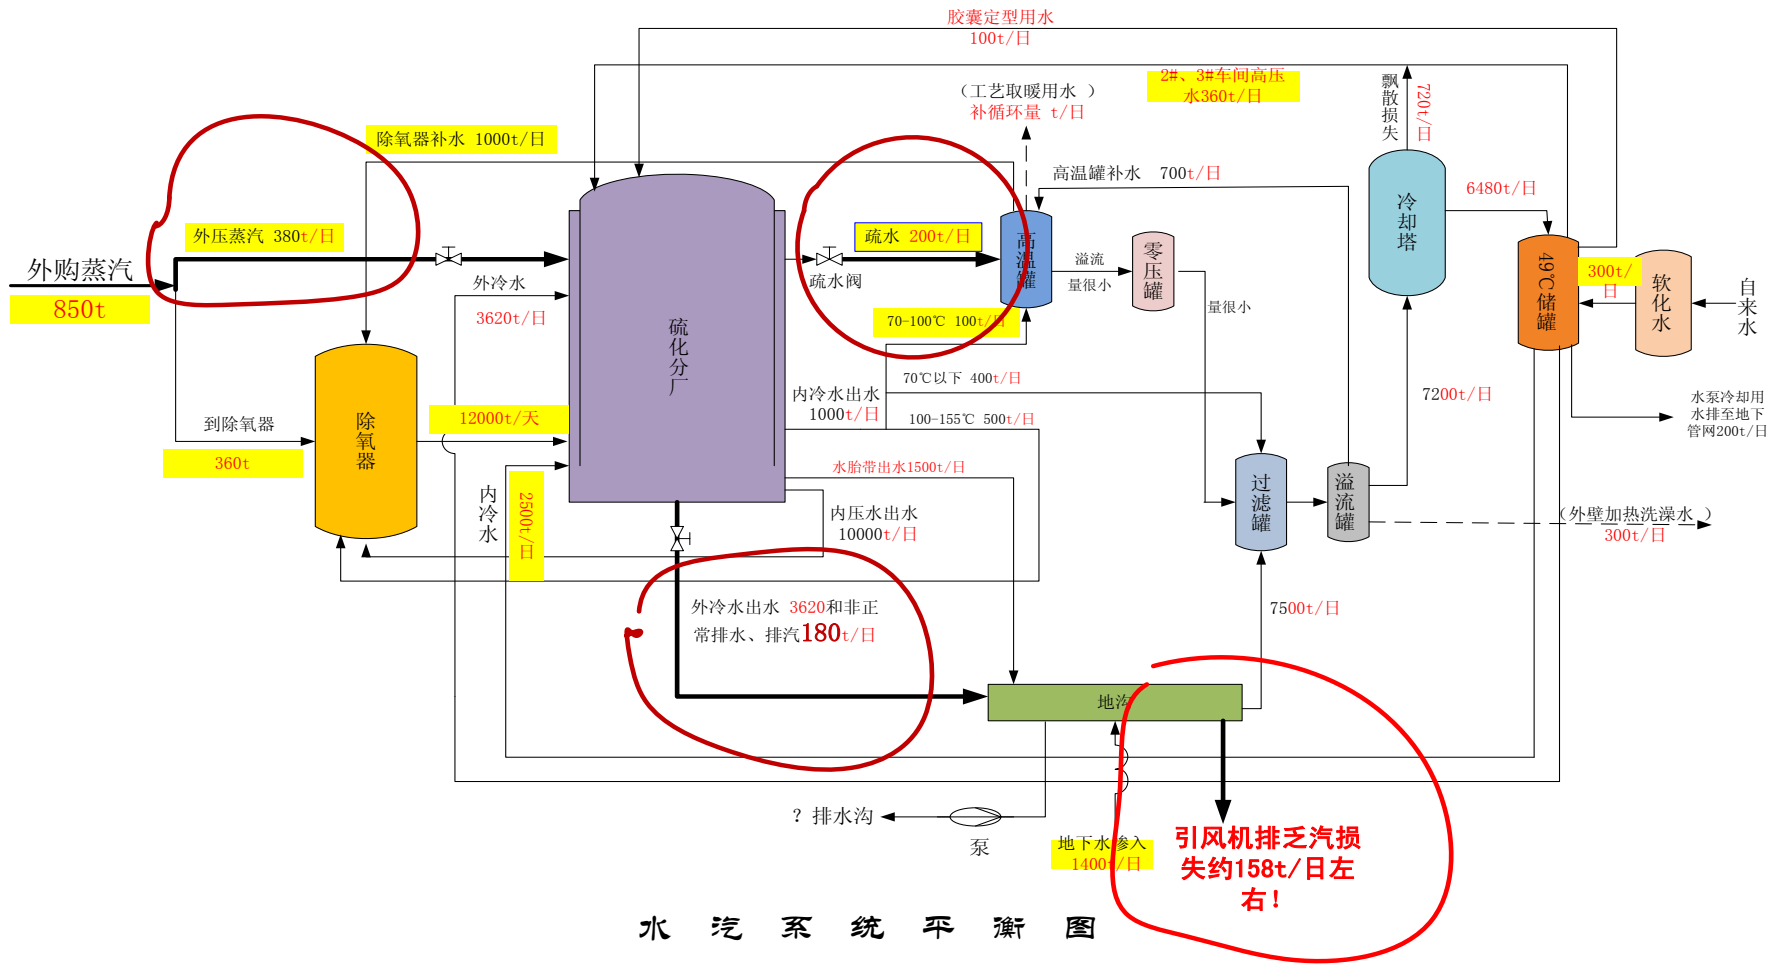 胶囊定型用水
100t/日
2#、3#车间高压
水360t/日
（工艺取暖用水 ）
补循环量 t/日
飘散损失
720t/日
除氧器补水 1000t/日
高温罐补水 700t/日
6480t/日
冷却塔
外压蒸汽 380t/日
疏水 200t/日
高温罐
溢流
量很小
零压罐
量很小
外购蒸汽
850t
外冷水
3620t/日
疏水阀
70-100℃ 100t/日
49℃储罐
300t/
日
软化水
自来水
硫化分厂
70℃以下 400t/日
内冷水出水
1000t/日
100-155℃ 500t/日
7200t/日
水泵冷却用
水排至地下
管网200t/日
到除氧器
360t
除氧器
12000t/天
水胎带出水1500t/日
内冷水
2500t/日
内压水出水
10000t/日
过滤罐
溢流罐
（外壁加热洗澡水 ）
300t/日
外冷水出水 3620和非正
常排水、排汽180t/日
7500t/日
地沟
？排水沟
泵
地下水渗入
1400t/日
引风机排乏汽损
失约158t/日左
右！
水汽系统平衡图